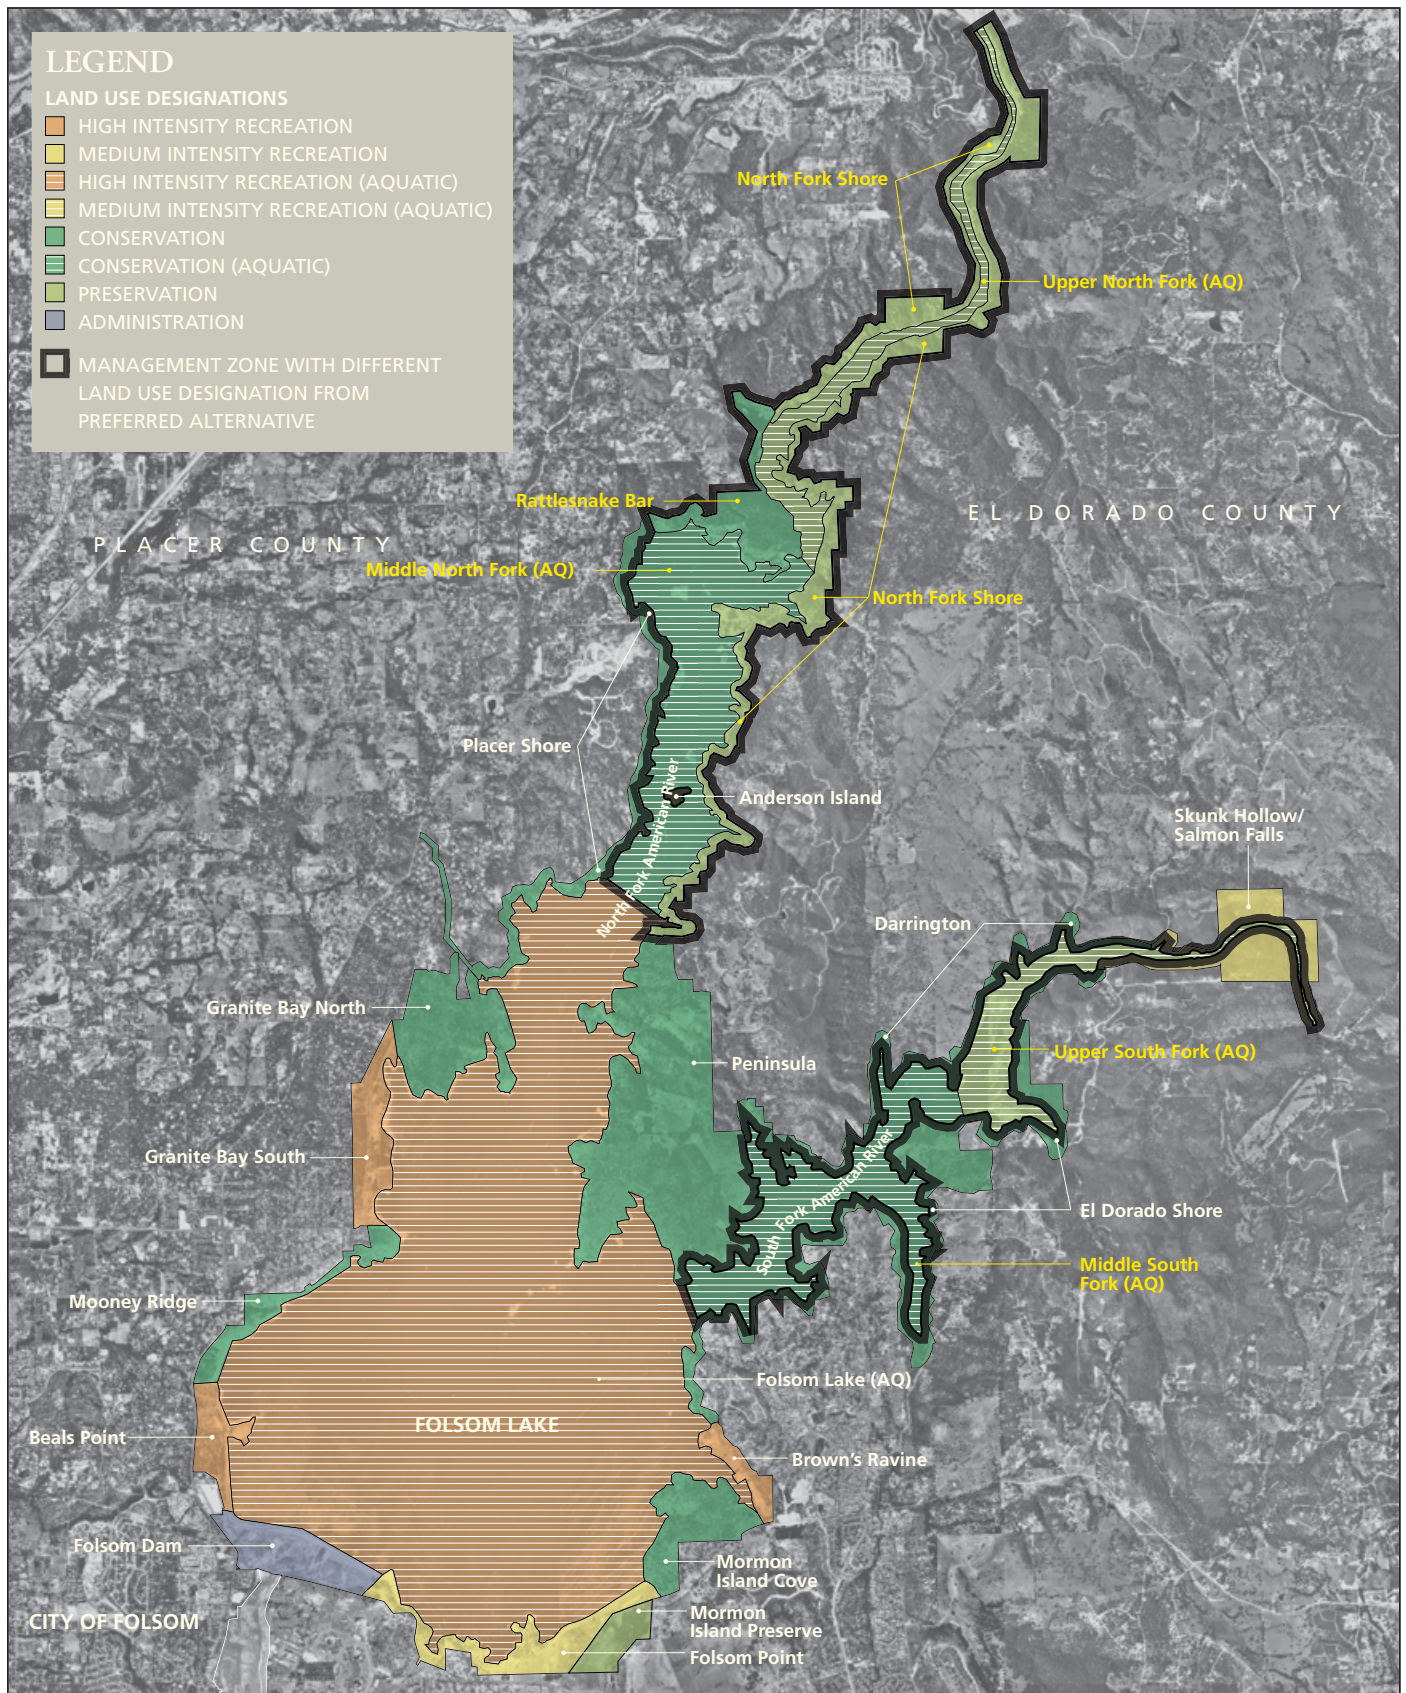 LEGEND
LAND USE DESIGNATIONS
HIGH INTENSITY RECREATION
MEDIUM INTENSITY RECREATION
HIGH INTENSITY RECREATION (AQUATIC)
MEDIUM INTENSITY RECREATION (AQUATIC)
CONSERVATION
CONSERVATION (AQUATIC)
PRESERVATION
ADMINISTRATION
MANAGEMENT ZONE WITH DIFFERENT
LAND USE DESIGNATION FROM
PREFERRED ALTERNATIVE
North Fork Shore
Upper North Fork (AQ)
Rattlesnake Bar
EL DORADO COUNTY
PLACER COUNTY
Middle North Fork (AQ)
North Fork Shore
Placer Shore
Anderson Island
North Fork American River
Skunk Hollow/
Salmon Falls
Darrington
Granite Bay North
Upper South Fork (AQ)
Peninsula
Granite Bay South
South Fork American River
El Dorado Shore
Middle South
Fork (AQ)
Mooney Ridge
Folsom Lake (AQ)
FOLSOM LAKE
Beals Point
Brown's Ravine
Folsom Dam
Mormon
Island Cove
CITY OF FOLSOM
Mormon
Island Preserve
Folsom Point